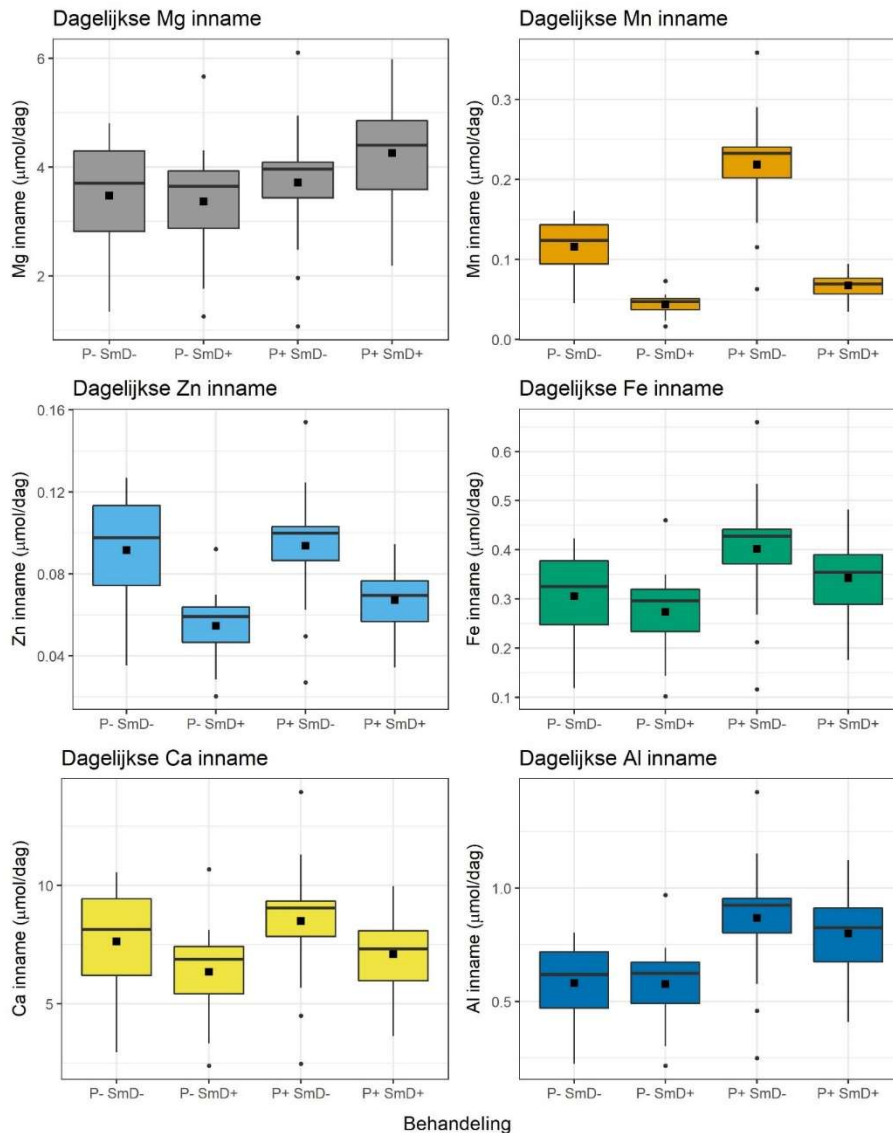 Dagelijkse Mg inname
Mg inname (μmol/dag)
6
4
2
P- SmD- P- SmD+ P+ SmD- P+ SmD+
Dagelijkse Mn inname
Mn inname (μmol/dag)
0.3
0.2
0.1
0.0
P- SmD- P- SmD+ P+ SmD- P+ SmD+
Dagelijkse Zn inname
Zn inname (μmol/dag)
0.16
0.12
0.08
0.04
P- SmD- P- SmD+ P+ SmD- P+ SmD+
Dagelijkse Fe inname
Fe inname (μmol/dag)
0.6
0.5
0.4
0.3
0.2
0.1
P- SmD- P- SmD+ P+ SmD- P+ SmD+
Dagelijkse Ca inname
Ca inname (μmol/dag)
10
5
P- SmD- P- SmD+ P+ SmD- P+ SmD+
Dagelijkse Al inname
Al inname (μmol/dag)
1.0
0.5
P- SmD- P- SmD+ P+ SmD- P+ SmD+
Behandeling